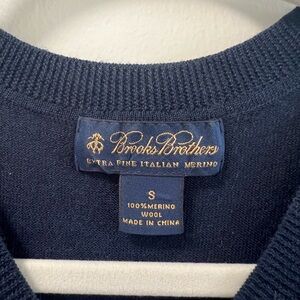 Brooks Brothers
EXTRA FINE ITALIAN MERINO
S
100% MERINO
WOOL
MADE IN CHINA